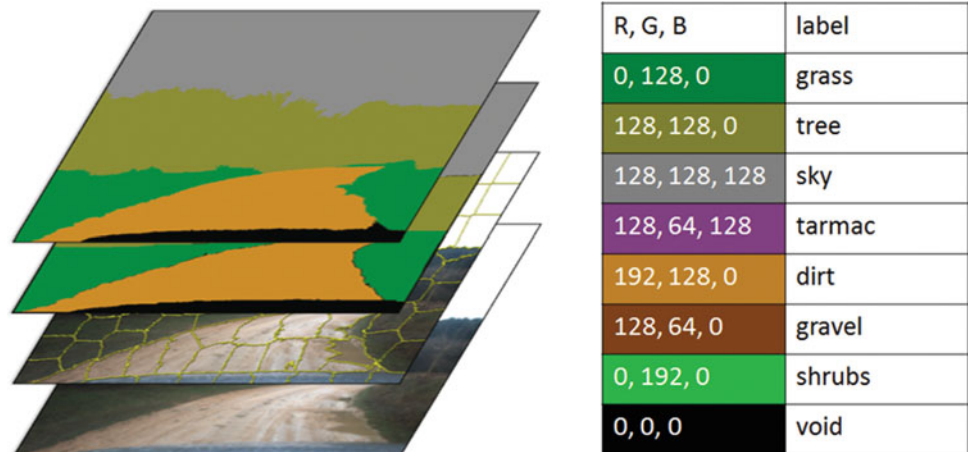 R, G, B label
0, 128, 0 grass
128, 128, 0 tree
128, 128, 128 sky
128, 64, 128 tarmac
192, 128, 0 dirt
128, 64, 0 gravel
0, 192, 0 shrubs
0, 0, 0 void